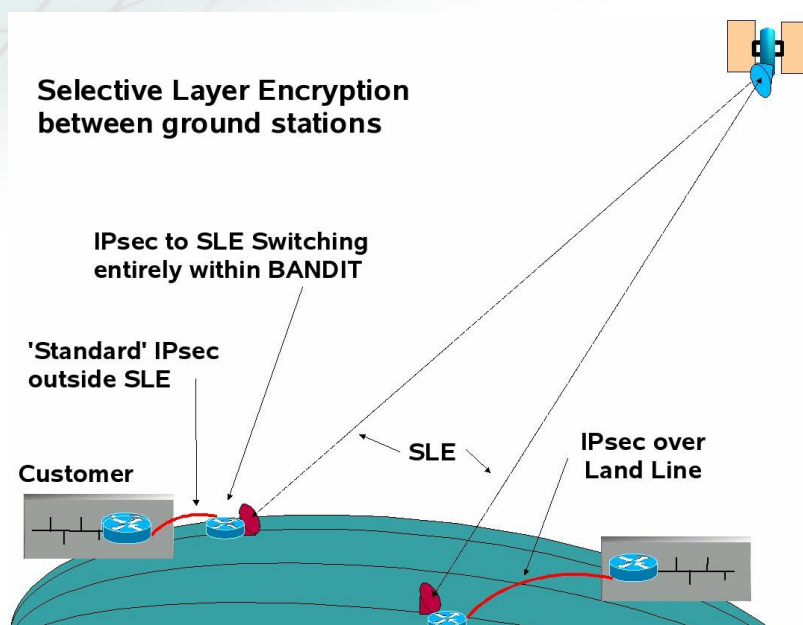 Selective Layer Encryption
between ground stations
IPsec to SLE Switching
entirely within BANDIT
'Standard' IPsec
outside SLE
SLE
IPsec over
Land Line
Customer